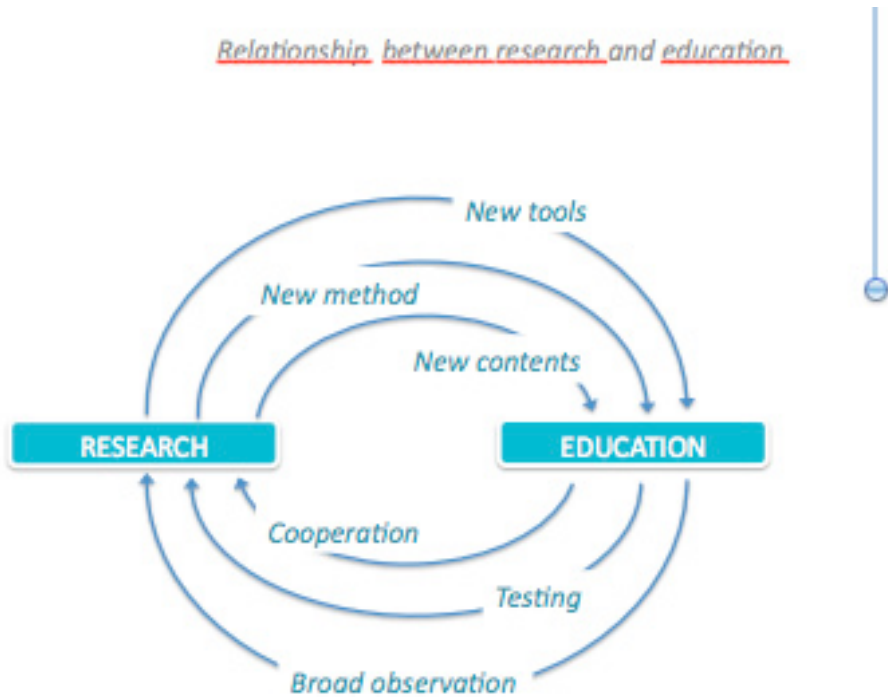 Relationship between research and education
New tools
New method
New contents
RESEARCH
EDUCATION
Cooperation
Testing
Broad observation